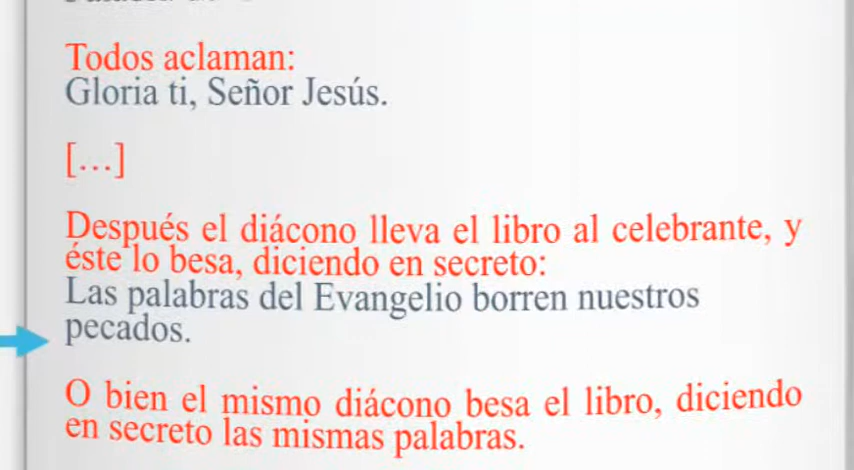 Todos aclaman:
Gloria ti, Señor Jesús.
[...]
Después el diácono lleva el libro al celebrante, y
éste lo besa, diciendo en secreto:
Las palabras del Evangelio borren nuestros
pecados.
O bien el mismo diácono besa el libro, diciendo
en secreto las mismas palabras.